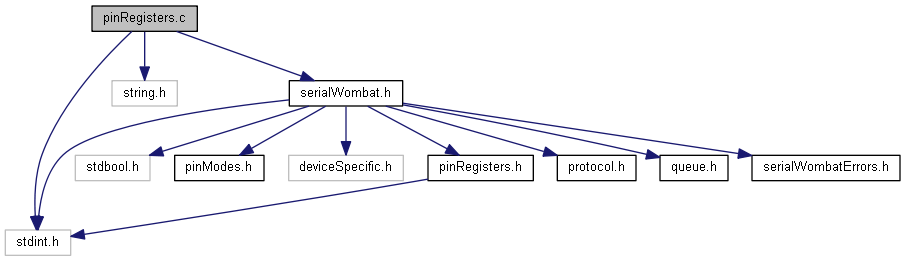 pinRegisters.c
string.h
serialWombat.h
stdbool.h
pinModes.h
deviceSpecific.h
pinRegisters.h
protocol.h
queue.h
serialWombatErrors.h
stdint.h